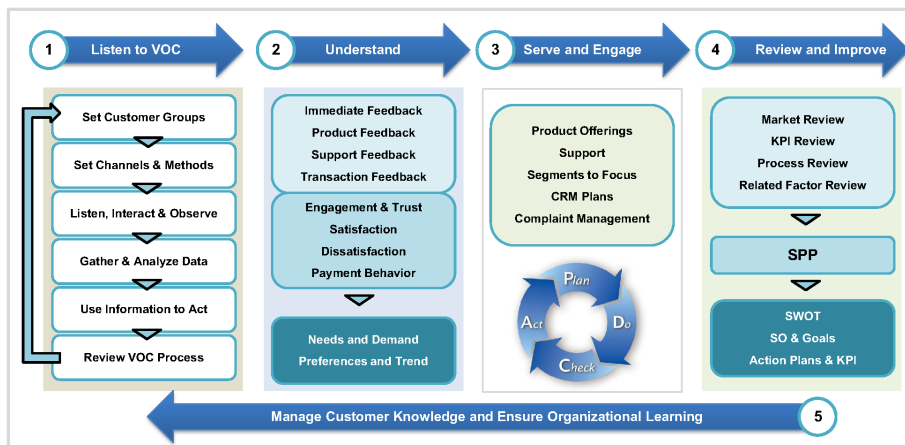 1
Listen to VOC
2
Understand
3
Serve and Engage
4
Review and Improve
Set Customer Groups
Set Channels & Methods
Listen, Interact & Observe
Gather & Analyze Data
Use Information to Act
Review VOC Process
Immediate Feedback
Product Feedback
Support Feedback
Transaction Feedback
Engagement & Trust
Satisfaction
Dissatisfaction
Payment Behavior
Needs and Demand
Preferences and Trend
Product Offerings
Support
Segments to Focus
CRM Plans
Complaint Management
Plan
Do
Check
Act
Market Review
KPI Review
Process Review
Related Factor Review
SPP
SWOT
SO & Goals
Action Plans & KPI
Manage Customer Knowledge and Ensure Organizational Learning
5